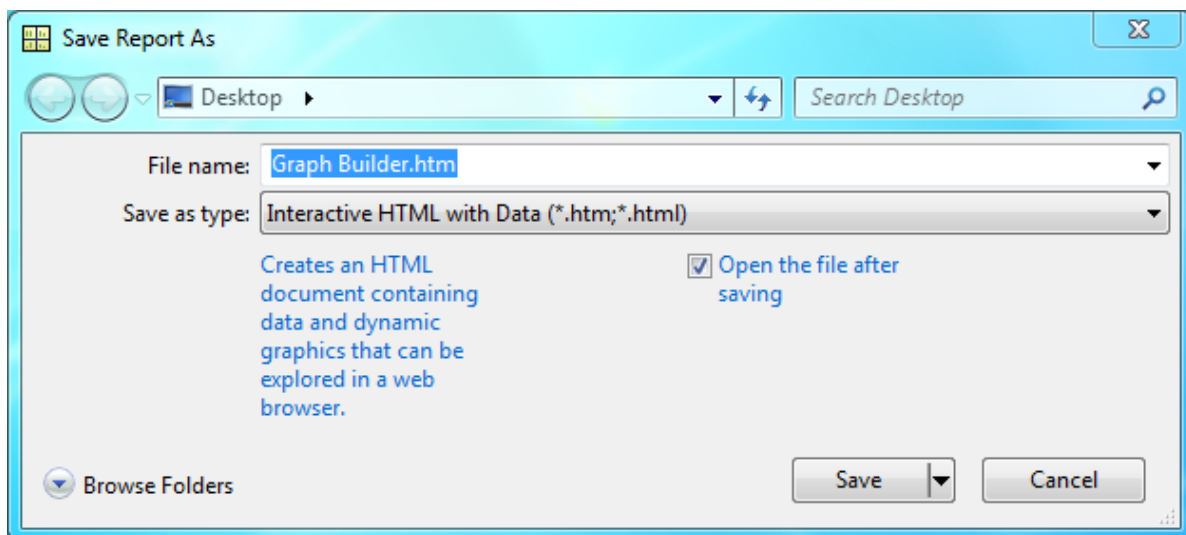 Save Report As
Desktop
Search Desktop
File name: Graph Builder.htm
Save as type: Interactive HTML with Data (*.htm;*.html)
Creates an HTML
document containing
data and dynamic
graphics that can be
explored in a web
browser.
Open the file after
saving
Browse Folders
Save
Cancel